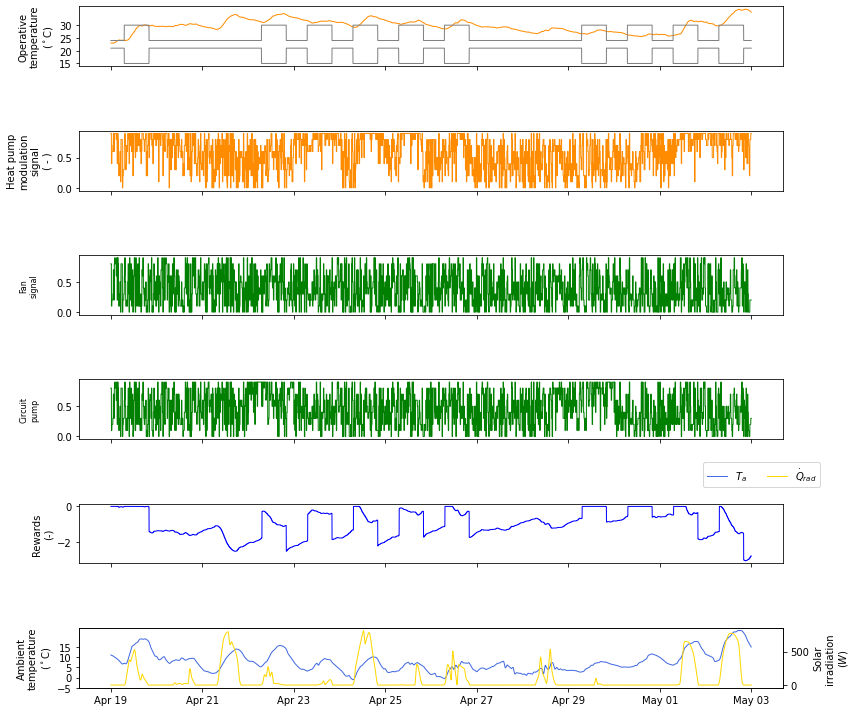 Operative
temperature
(°C)
30
25
20
15
Heat pump
modulation
signal
( - )
0.5
0.0
Fan
signal
0.5
0.0
Circuit
pump
0.5
0.0
T_a
Q̇_rad
Rewards
(-)
0
−2
Ambient
temperature
(°C)
15
10
5
0
−5
Solar
irradiation
(W)
500
0
Apr 19
Apr 21
Apr 23
Apr 25
Apr 27
Apr 29
May 01
May 03